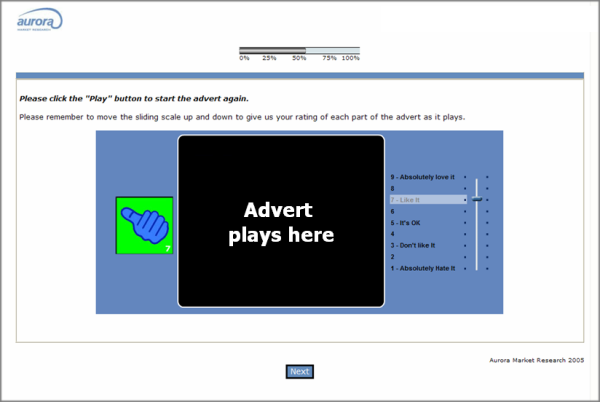 aurora
MARKET RESEARCH
0% 25% 50% 75% 100%
Please click the "Play" button to start the advert again.
Please remember to move the sliding scale up and down to give us your rating of each part of the advert as it plays.
7
Advert
plays here
9 - Absolutely love it
8
7 - Like it
6
5 - It's OK
4
3 - Don't like it
2
1 - Absolutely Hate It
Aurora Market Research 2005
Next